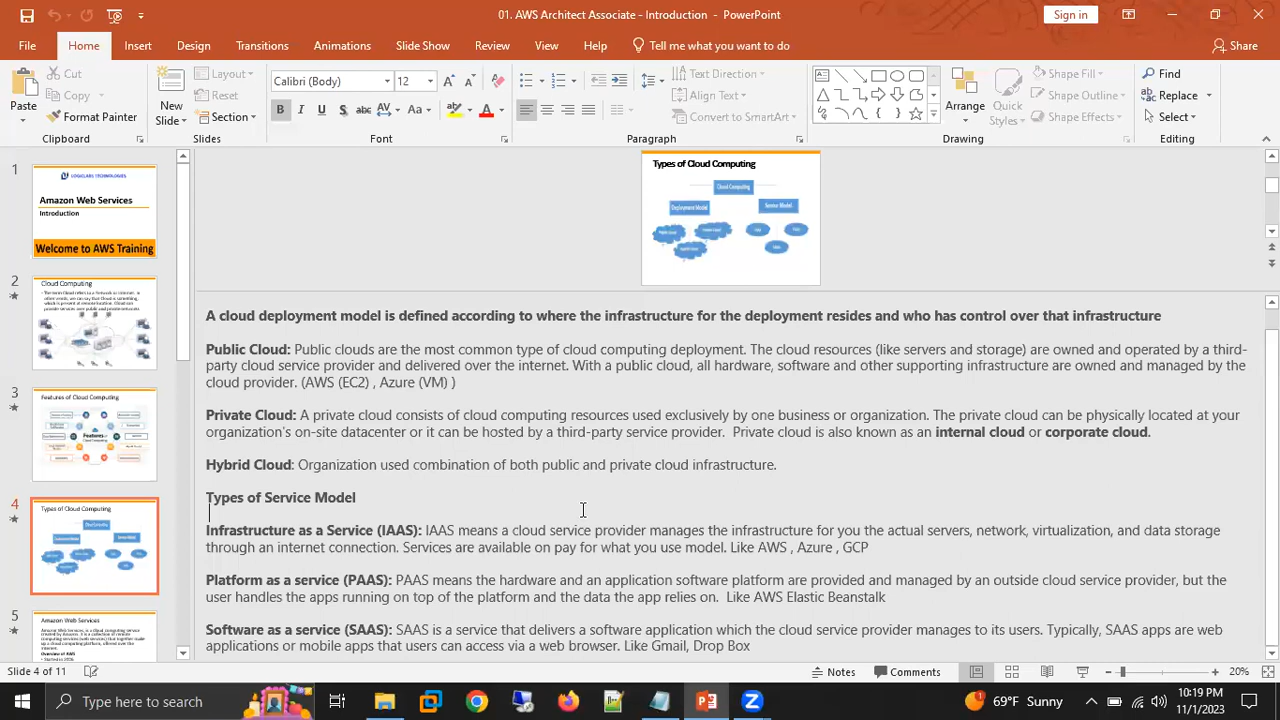 01. AWS Architect Associate - Introduction - PowerPoint
Sign in
File Home Insert Design Transitions Animations Slide Show Review View Help Tell me what you want to do Share
Paste
Cut
Copy
Format Painter
Clipboard
New Slide
Layout
Reset
Section
Slides
Calibri (Body) 12
B I U S abc AV Aa A
Font
Text Direction
Align Text
Convert to SmartArt
Paragraph
Arrange
Quick Styles
Shape Fill
Shape Outline
Shape Effects
Drawing
Find
Replace
Select
Editing
1
Amazon Web Services
Introduction
Welcome to AWS Training
2
Cloud Computing
3
Features of Cloud Computing
4
Types of Cloud Computing
5
Amazon Web Services
Types of Cloud Computing
Cloud Computing
Deployment Model
Service Model
A cloud deployment model is defined according to where the infrastructure for the deployment resides and who has control over that infrastructure
Public Cloud: Public clouds are the most common type of cloud computing deployment. The cloud resources (like servers and storage) are owned and operated by a third-
party cloud service provider and delivered over the internet. With a public cloud, all hardware, software and other supporting infrastructure are owned and managed by the
cloud provider. (AWS (EC2) , Azure (VM) )
Private Cloud: A private cloud consists of cloud computing resources used exclusively by one business or organization. The private cloud can be physically located at your
organization's on-site datacenter or it can be hosted by a third-party service provider. Private cloud is also known as an internal cloud or corporate cloud.
Hybrid Cloud: Organization used combination of both public and private cloud infrastructure.
Types of Service Model
Infrastructure as a Service (IAAS): IAAS means a cloud service provider manages the infrastructure for you the actual servers, network, virtualization, and data storage
through an internet connection. Services are available on pay for what you use model. Like AWS , Azure , GCP
Platform as a service (PAAS): PAAS means the hardware and an application software platform are provided and managed by an outside cloud service provider, but the
user handles the apps running on top of the platform and the data the app relies on. Like AWS Elastic Beanstalk
Software as a service (SAAS): SAAS is a service that delives a software application which the cloud service provider manages to its users. Typically, SAAS apps are web
applications or mobile apps that users can access via a web browser. Like Gmail, Drop Box
Slide 4 of 11
Notes
Comments
20%
Type here to search
1
69°F Sunny
10:19 PM
11/1/2023